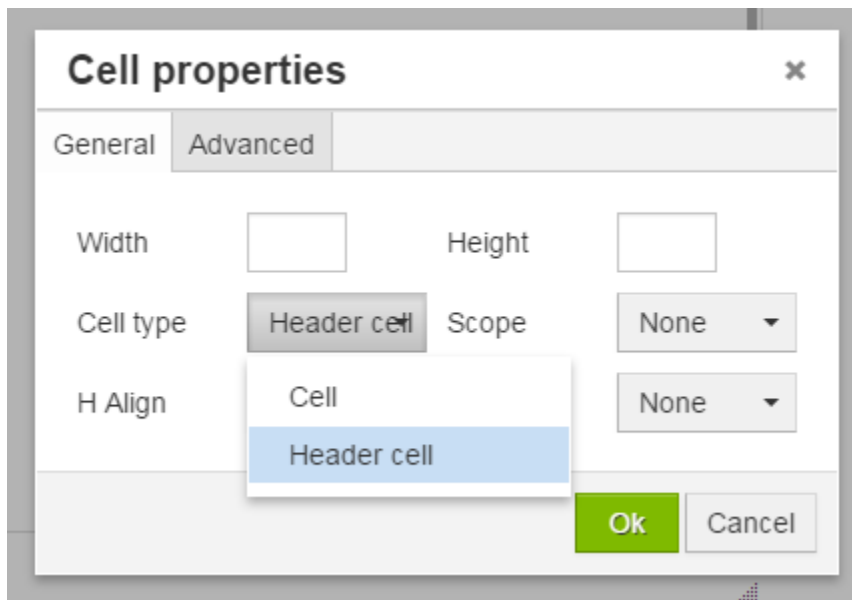 Cell properties
General Advanced
Width Height
Cell type Header cell Scope None
H Align None
Cell
Header cell
Ok Cancel